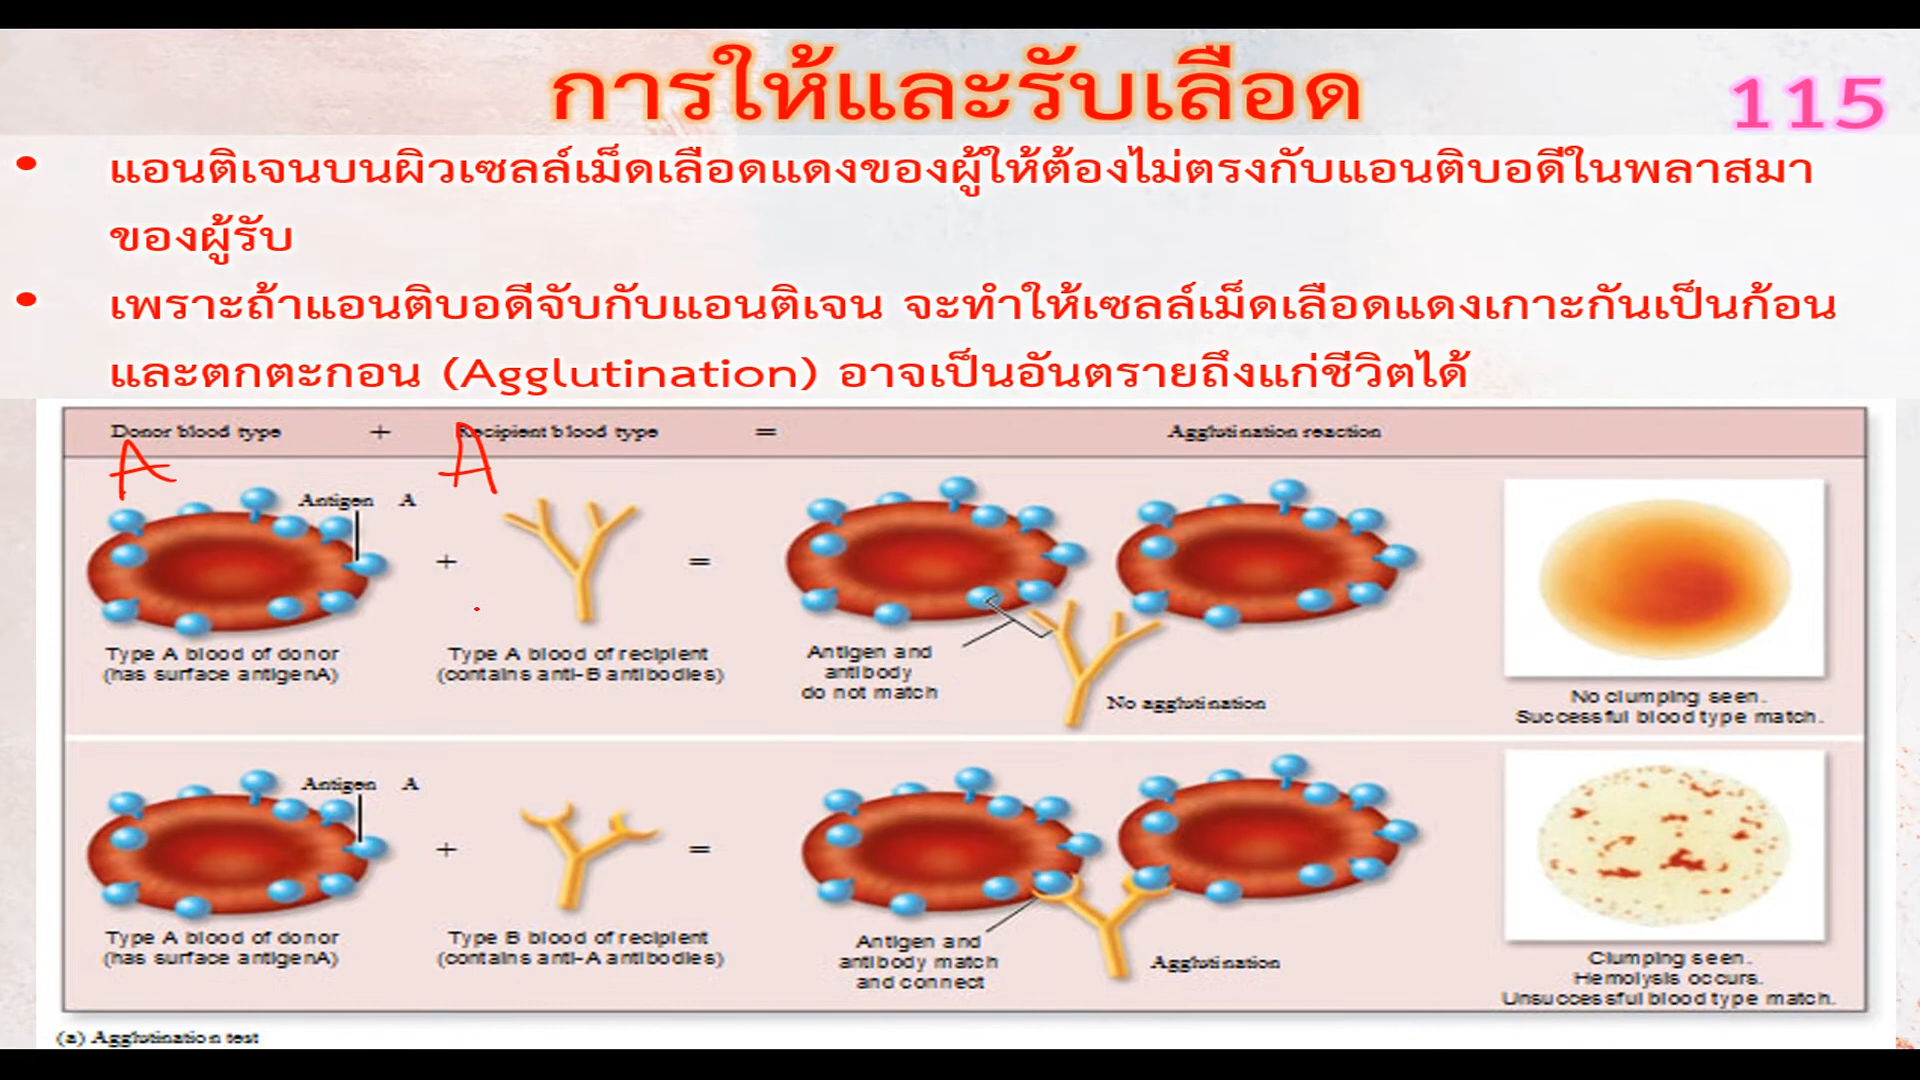 การให้และรับเลือด
115
• แอนติเจนบนผิวเซลล์เม็ดเลือดแดงของผู้ให้ต้องไม่ตรงกับแอนติบอดีในพลาสมา
ของผู้รับ
• เพราะถ้าแอนติบอดีจับกับแอนติเจน จะทำให้เซลล์เม็ดเลือดแดงเกาะกันเป็นก้อน
และตกตะกอน (Agglutination) อาจเป็นอันตรายถึงแก่ชีวิตได้
Donor blood type + Recipient blood type = Agglutination reaction
A A
Antigen A
+ =
Type A blood of donor
(has surface antigenA)
Type A blood of recipient
(contains anti-B antibodies)
Antigen and
antibody
do not match
No agglutination
No clumping seen.
Successful blood type match.
Antigen A
+ =
Type A blood of donor
(has surface antigenA)
Type B blood of recipient
(contains anti-A antibodies)
Antigen and
antibody match
and connect
Agglutination
Clumping seen.
Hemolysis occurs.
Unsuccessful blood type match.
(a) Agglutination test